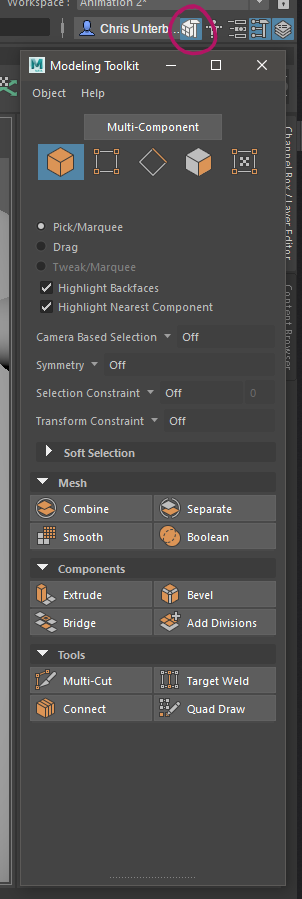 Workspace: Animation 2*
Chris Unterb...
Modeling Toolkit
Object Help
Multi-Component
Pick/Marquee
Drag
Tweak/Marquee
Highlight Backfaces
Highlight Nearest Component
Camera Based Selection Off
Symmetry Off
Selection Constraint Off 0
Transform Constraint Off
Soft Selection
Mesh
Combine Separate
Smooth Boolean
Components
Extrude Bevel
Bridge Add Divisions
Tools
Multi-Cut Target Weld
Connect Quad Draw
Channel Box / Layer Editor
Content Browser